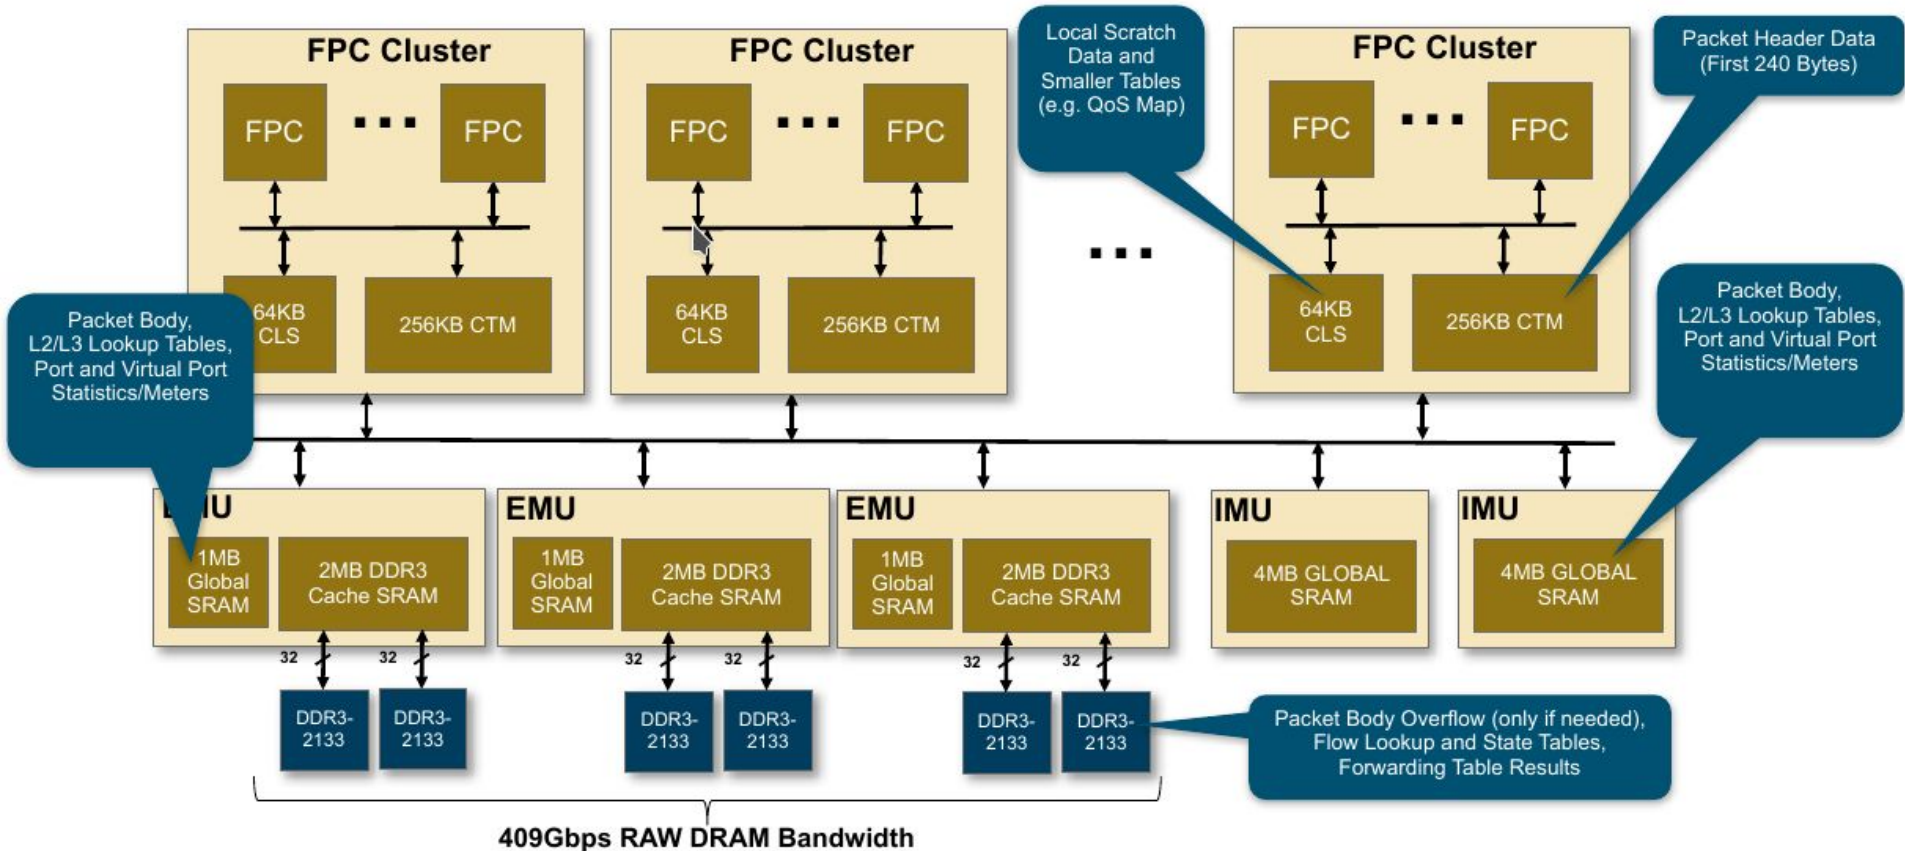 FPC Cluster
FPC
FPC
64KB
CLS
256KB CTM
FPC Cluster
FPC
FPC
64KB
CLS
256KB CTM
Local Scratch
Data and
Smaller Tables
(e.g. QoS Map)
FPC Cluster
FPC
FPC
64KB
CLS
256KB CTM
Packet Header Data
(First 240 Bytes)
Packet Body,
L2/L3 Lookup Tables,
Port and Virtual Port
Statistics/Meters
Packet Body,
L2/L3 Lookup Tables,
Port and Virtual Port
Statistics/Meters
EMU
1MB
Global
SRAM
2MB DDR3
Cache SRAM
EMU
1MB
Global
SRAM
2MB DDR3
Cache SRAM
EMU
1MB
Global
SRAM
2MB DDR3
Cache SRAM
IMU
4MB GLOBAL
SRAM
IMU
4MB GLOBAL
SRAM
32
32
32
32
32
32
DDR3-
2133
DDR3-
2133
DDR3-
2133
DDR3-
2133
DDR3-
2133
DDR3-
2133
Packet Body Overflow (only if needed),
Flow Lookup and State Tables,
Forwarding Table Results
409Gbps RAW DRAM Bandwidth